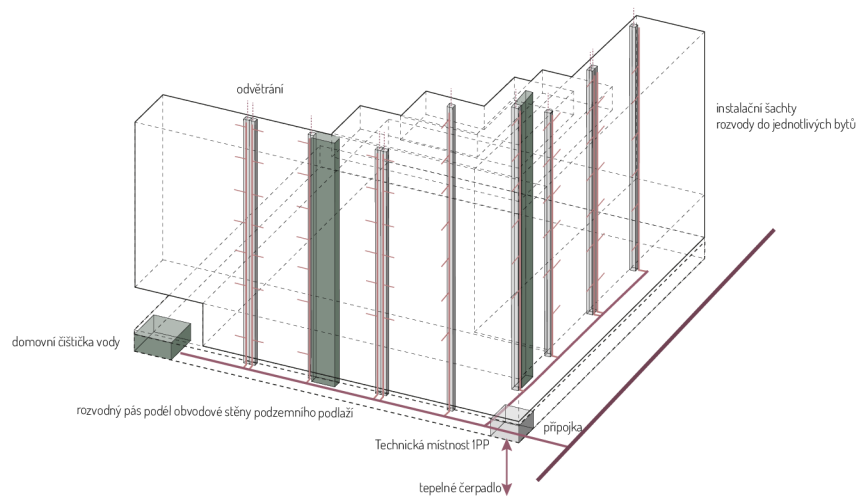 odvětrání
instalační šachty
rozvody do jednotlivých bytů
domovní čistička vody
rozvodný pás podél obvodové stěny podzemního podlaží
přípojka
Technická místnost 1PP
tepelné čerpadlo